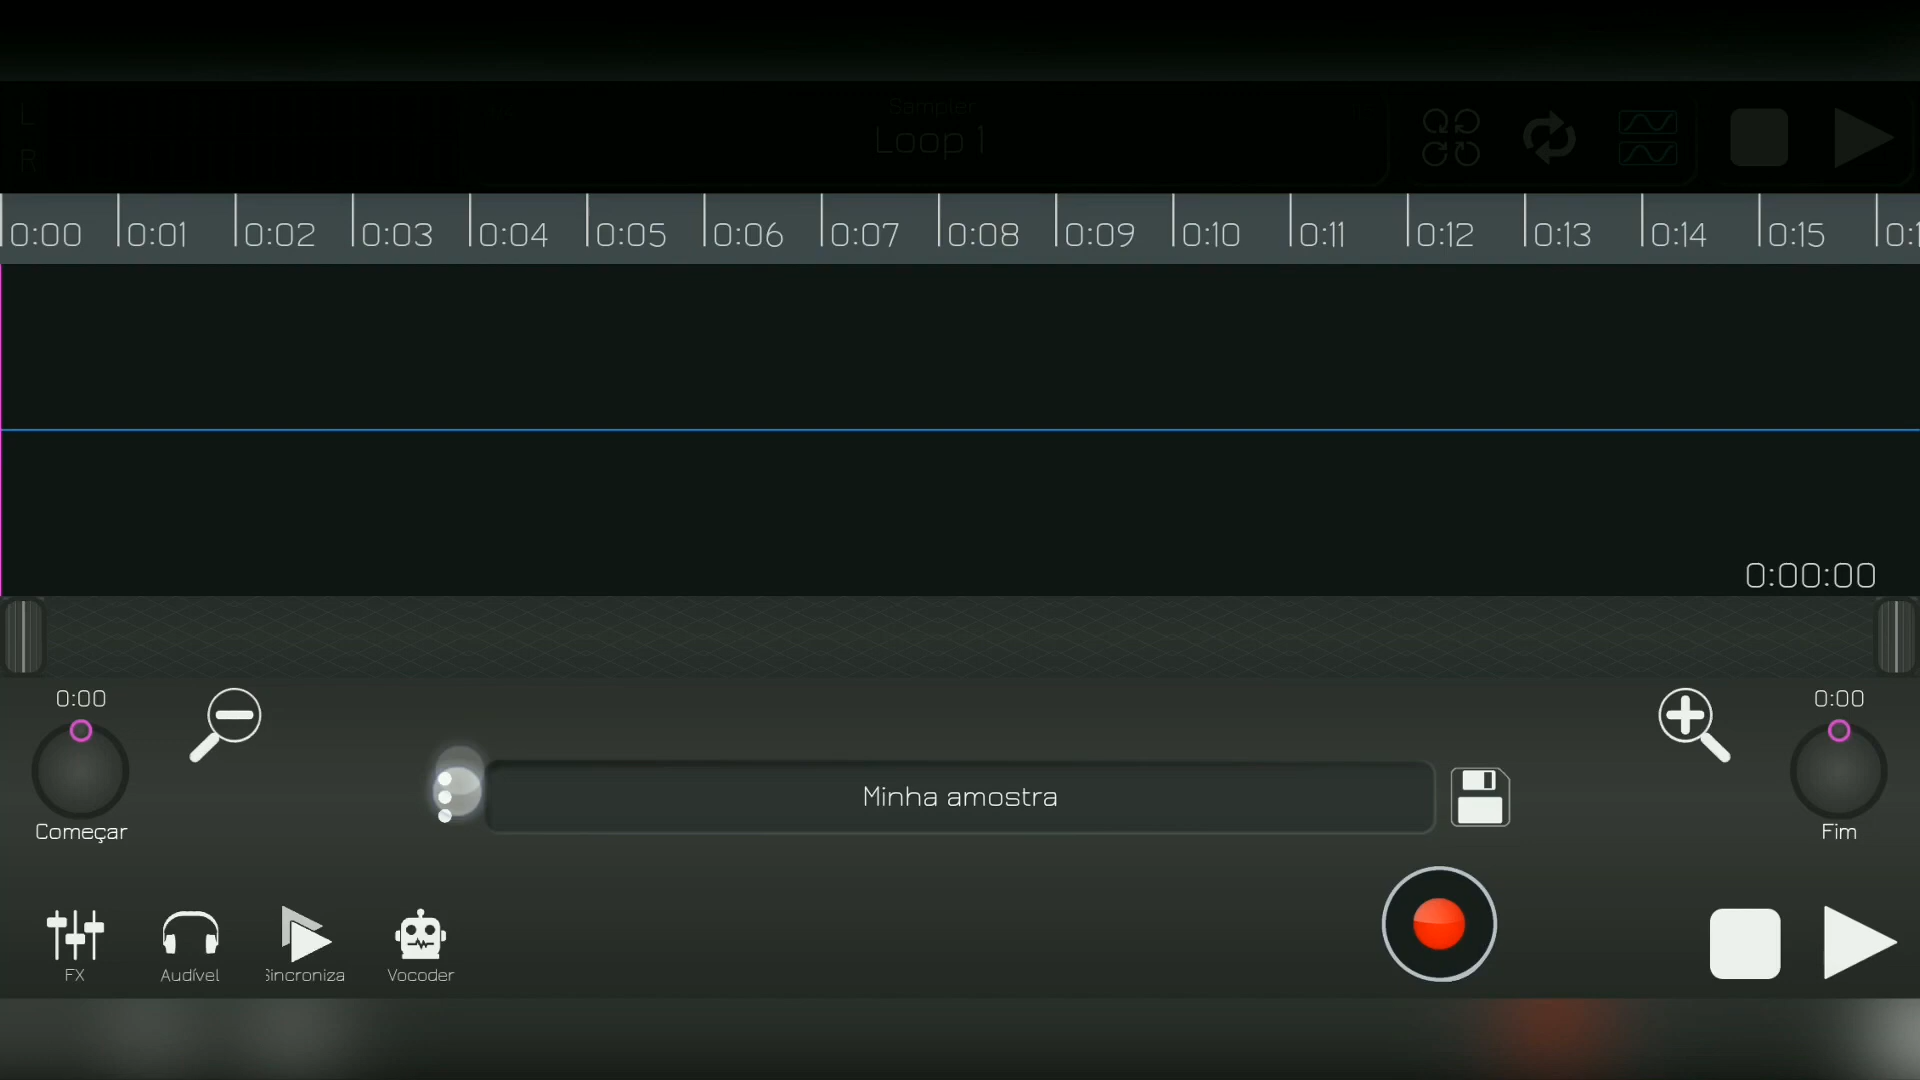 L
R
Sampler
Loop 1
0:00 0:01 0:02 0:03 0:04 0:05 0:06 0:07 0:08 0:09 0:10 0:11 0:12 0:13 0:14 0:15
0:00:00
0:00
0:00
Minha amostra
Começar
Fim
FX
Audível
Sincroniza
Vocoder